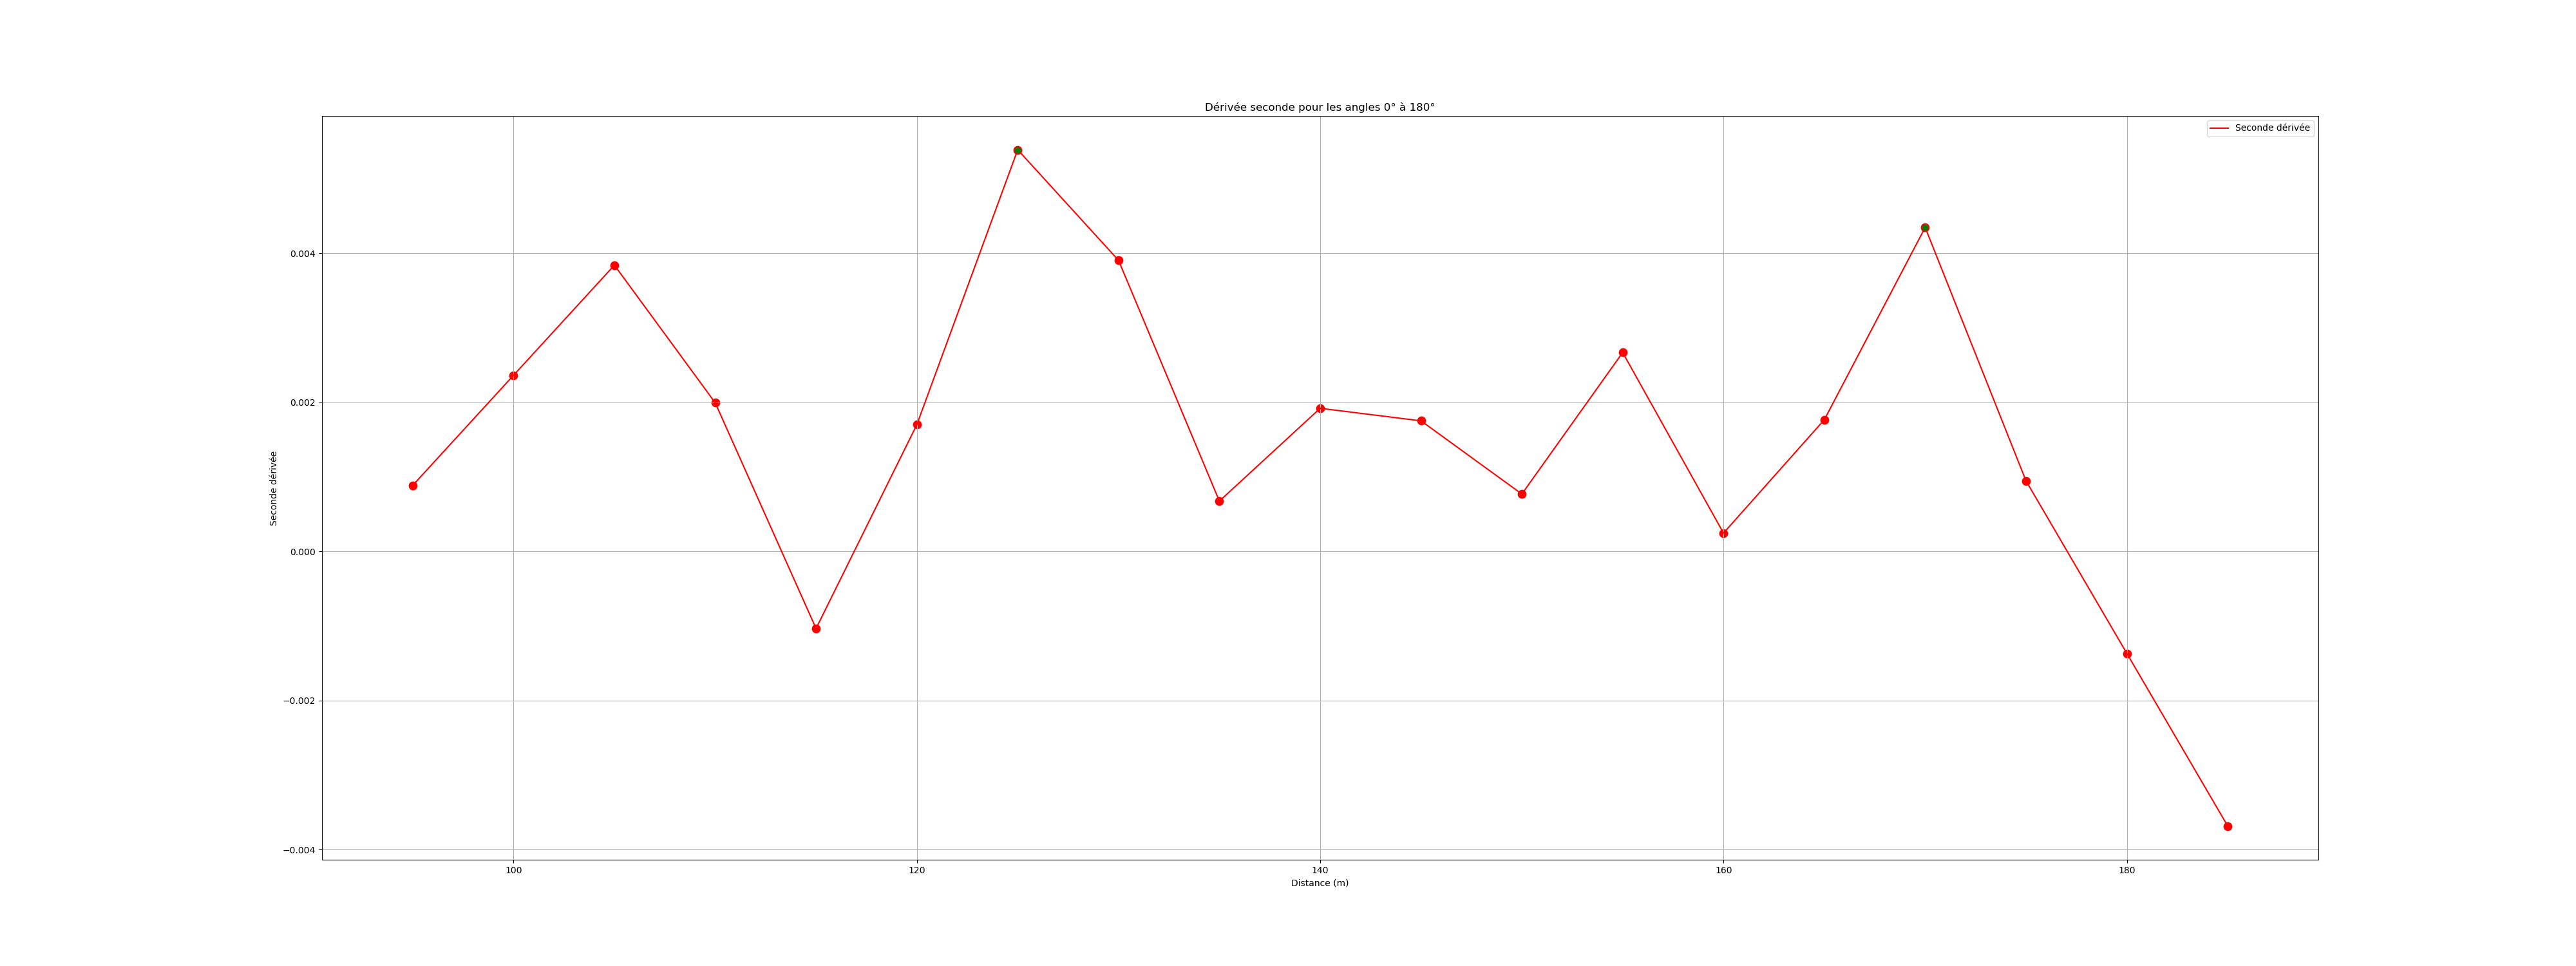 Dérivée seconde pour les angles 0° à 180°
Seconde dérivée
0.004
0.002
0.000
−0.002
−0.004
Seconde dérivée
100
120
140
160
180
Distance (m)